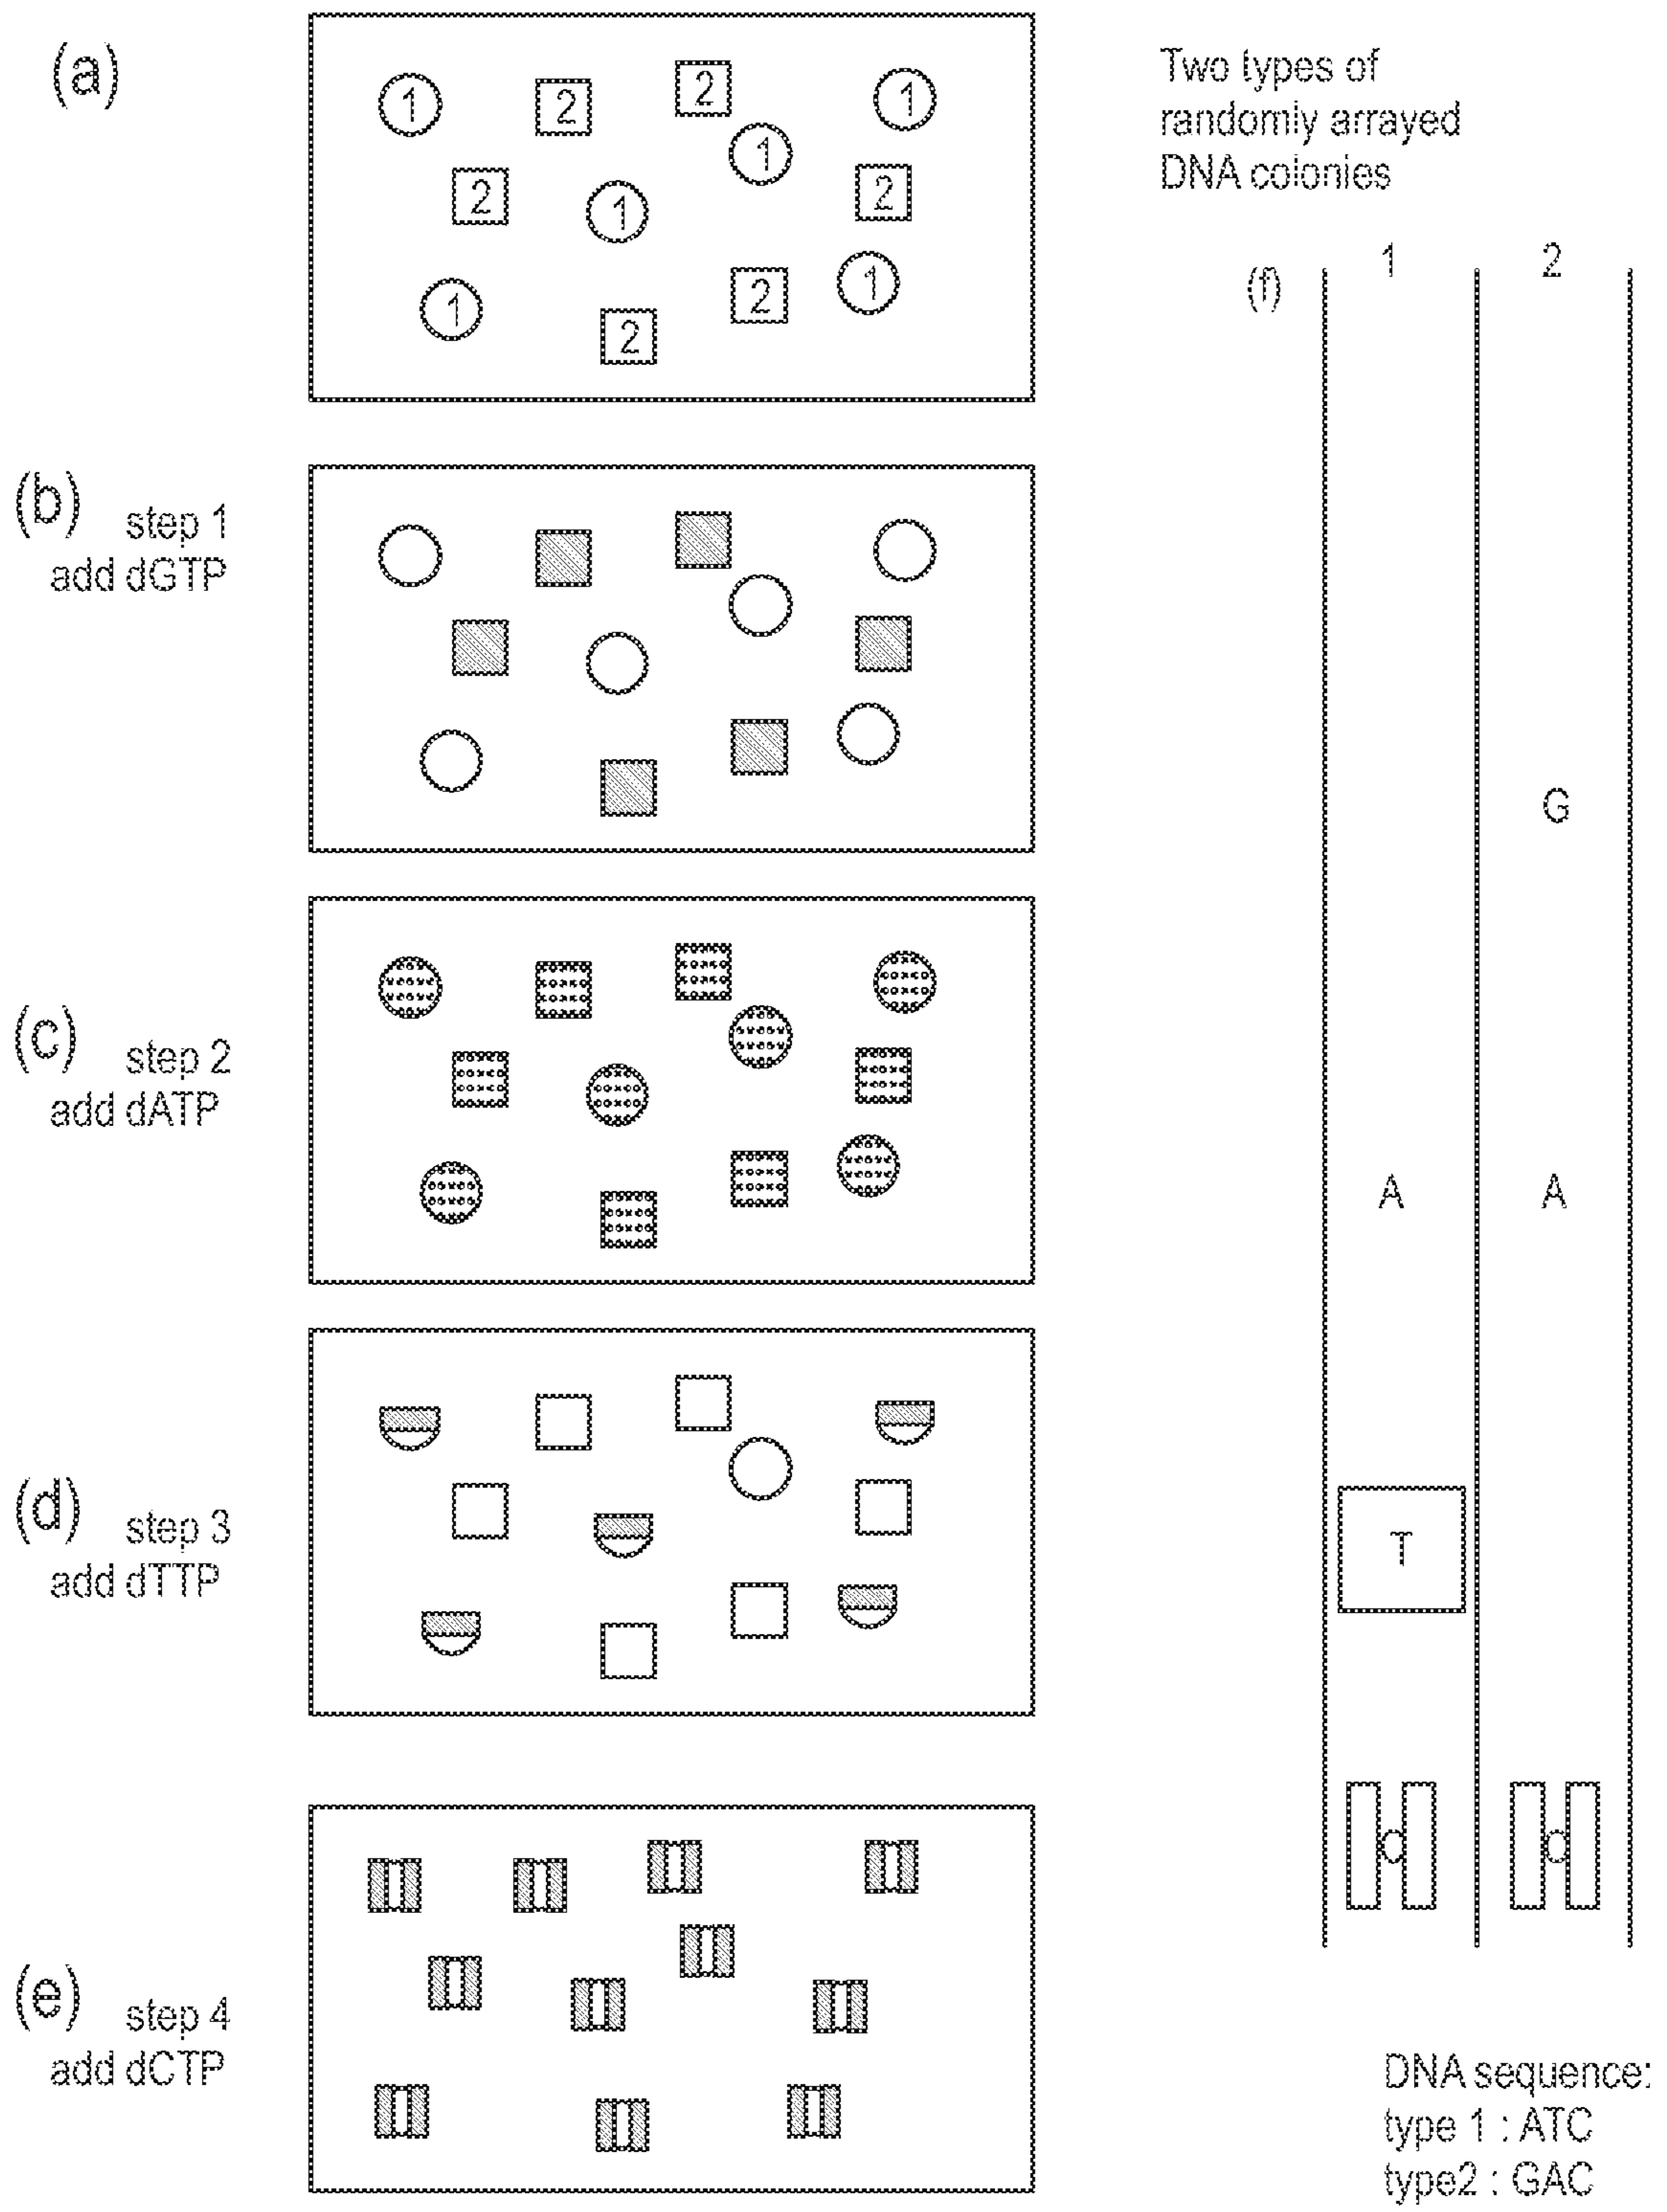 (a)
1
2
2
1
1
2
1
2
1
2
1
2
Two types of
randomly arrayed
DNA colonies
(b) step 1
add dGTP
(c) step 2
add dATP
(d) step 3
add dTTP
(e) step 4
add dCTP
(f) 1 2
G
A A
T
C C
DNA sequence:
type 1 : ATC
type2 : GAC